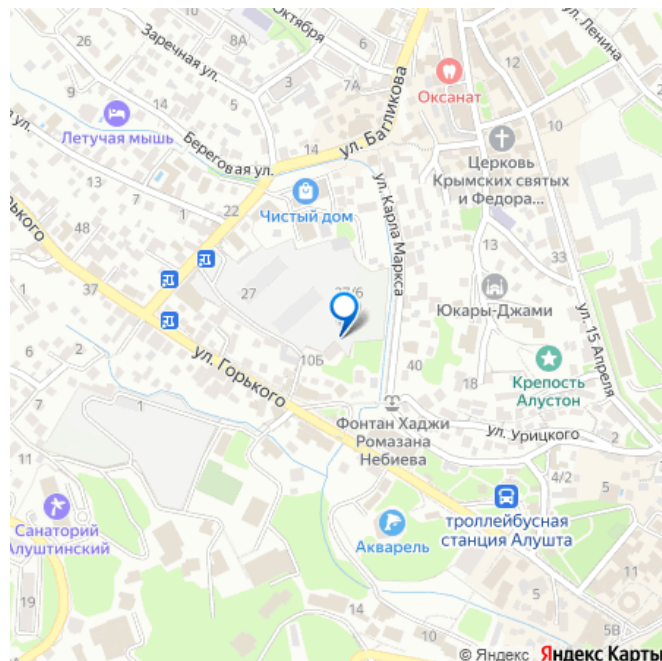 Октября
ул. Ленина
Заречная ул.
26
8А
9
10
14
5
3
7А
12
Оксанат
Летучая мышь
Береговая ул.
14
ул. Багликова
10
Церковь
Крымских святых
и Федора...
ул.
13
7
1
22
Чистый дом
ул. Карла Маркса
48
13
33
37
27
27/6
Юкары-Джами
ул. 15 Апреля
2
6
7
ул. Горького
10Б
40
18
Крепость
Алустон
1
Фонтан Хаджи
Ромазана
Небиева
ул. Урицкого
2
11
4/2
5
Санаторий
Алуштинский
Акварель
троллейбусная
станция Алушта
19
14
10
11
5
5В
© Яндекс Яндекс Карты